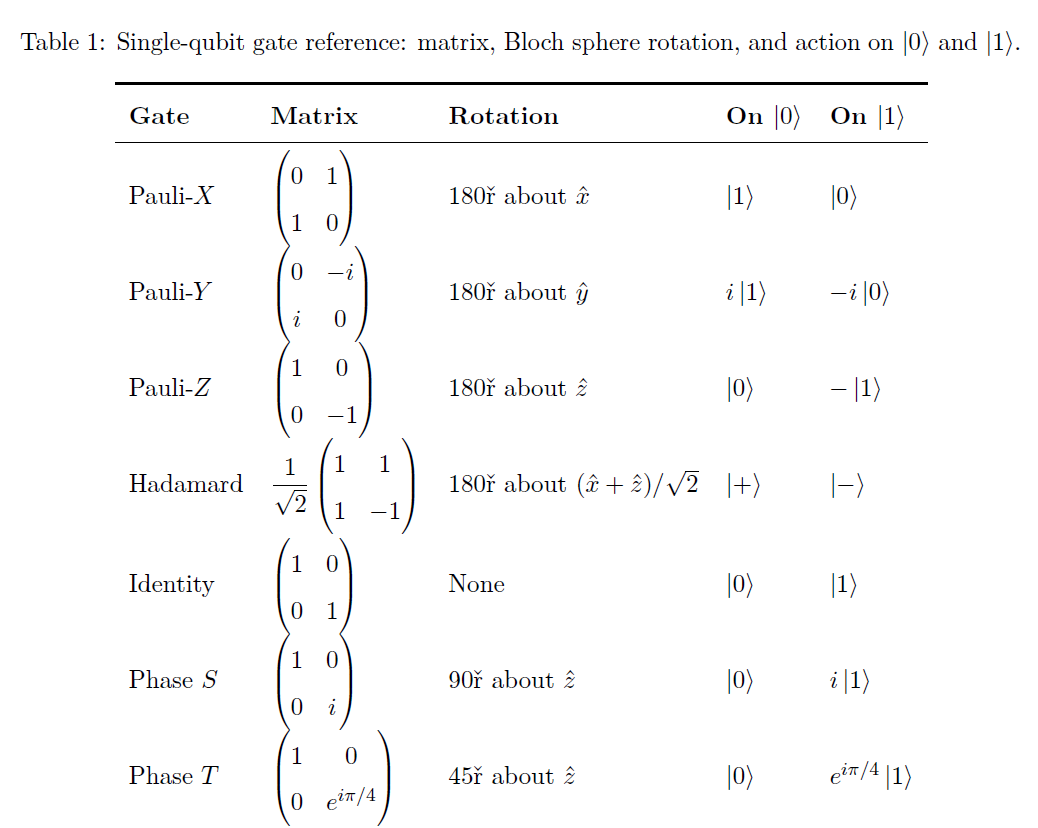 Table 1: Single-qubit gate reference: matrix, Bloch sphere rotation, and action on |0⟩ and |1⟩.
Gate Matrix Rotation On |0⟩ On |1⟩
Pauli-X (0 1; 1 0) 180ř about x̂ |1⟩ |0⟩
Pauli-Y (0 −i; i 0) 180ř about ŷ i|1⟩ −i|0⟩
Pauli-Z (1 0; 0 −1) 180ř about ẑ |0⟩ −|1⟩
Hadamard 1/√2 (1 1; 1 −1) 180ř about (x̂ + ẑ)/√2 |+⟩ |−⟩
Identity (1 0; 0 1) None |0⟩ |1⟩
Phase S (1 0; 0 i) 90ř about ẑ |0⟩ i|1⟩
Phase T (1 0; 0 e^{iπ/4}) 45ř about ẑ |0⟩ e^{iπ/4}|1⟩